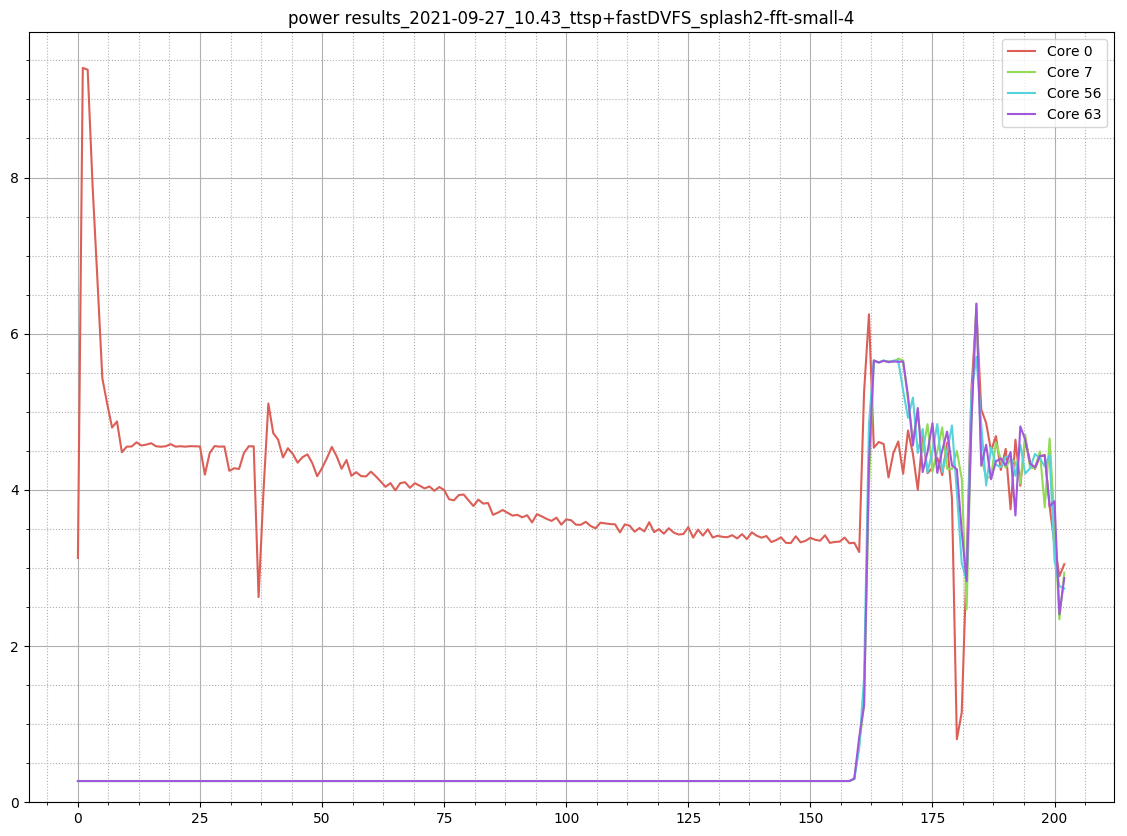 power results_2021-09-27_10.43_ttsp+fastDVFS_splash2-fft-small-4
Core 0
Core 7
Core 56
Core 63
8
6
4
2
0
0 25 50 75 100 125 150 175 200